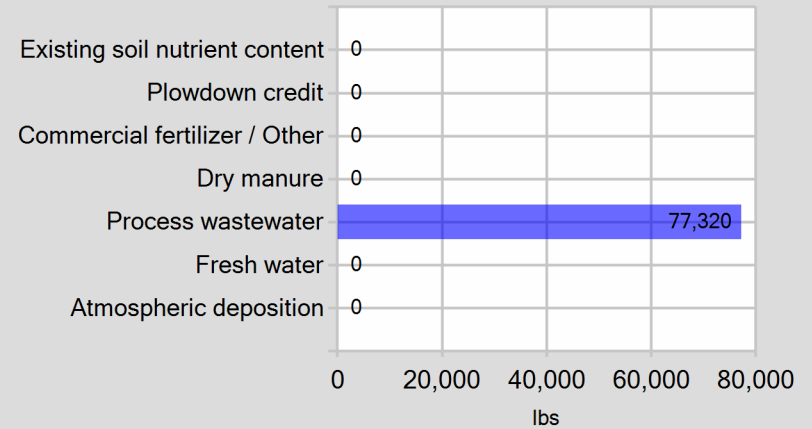 Existing soil nutrient content 0
Plowdown credit 0
Commercial fertilizer / Other 0
Dry manure 0
Process wastewater 77,320
Fresh water 0
Atmospheric deposition 0
0 20,000 40,000 60,000 80,000
lbs